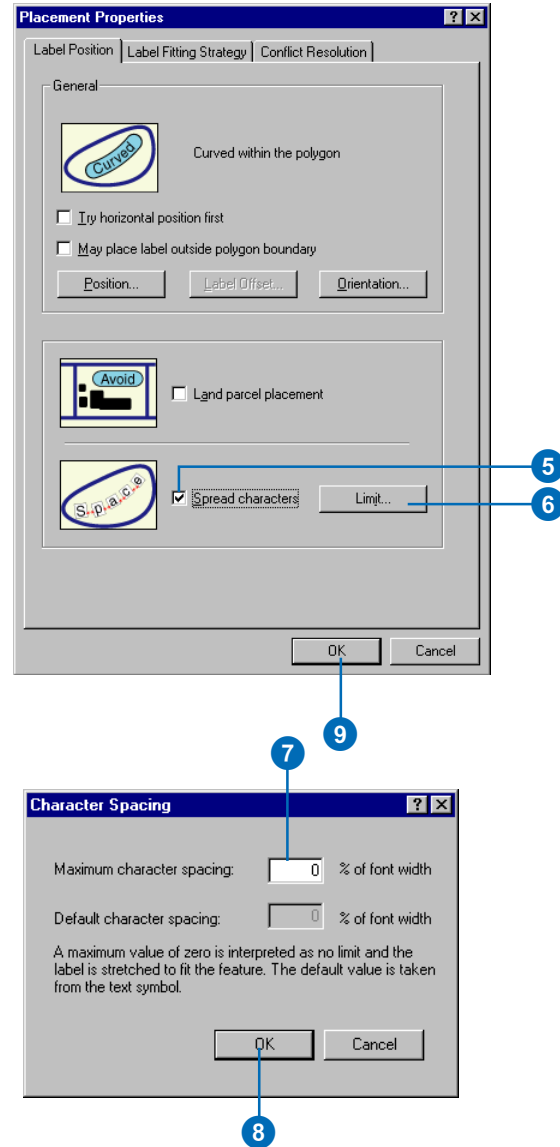 Placement Properties
Label Position Label Fitting Strategy Conflict Resolution
General
Curved
Curved within the polygon
Try horizontal position first
May place label outside polygon boundary
Position... Label Offset... Orientation...
Avoid
Land parcel placement
5
Space
Spread characters Limit...
6
OK Cancel
9
7
Character Spacing
Maximum character spacing: 0 % of font width
Default character spacing: 0 % of font width
A maximum value of zero is interpreted as no limit and the
label is stretched to fit the feature. The default value is taken
from the text symbol.
OK Cancel
8